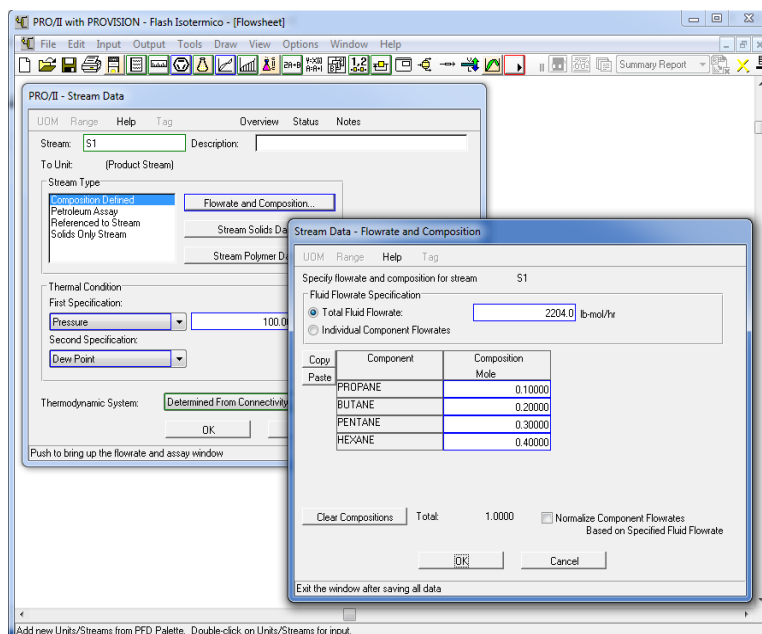 PRO/II with PROVISION - Flash Isotermico - [Flowsheet]
File Edit Input Output Tools Draw View Options Window Help
Summary Report
PRO/II - Stream Data
UOM Range Help Tag Overview Status Notes
Stream: S1 Description:
To Unit: (Product Stream)
Stream Type
Composition Defined
Petroleum Assay
Referenced to Stream
Solids Only Stream
Flowrate and Composition...
Stream Solids Da
Stream Polymer Da
Thermal Condition
First Specification:
Pressure 100.00
Second Specification:
Dew Point
Thermodynamic System: Determined From Connectivity
OK
Push to bring up the flowrate and assay window
Stream Data - Flowrate and Composition
UOM Range Help Tag
Specify flowrate and composition for stream S1
Fluid Flowrate Specification
Total Fluid Flowrate: 2204.0 lb-mol/hr
Individual Component Flowrates
Copy
Paste
Component Composition
Mole
PROPANE 0.10000
BUTANE 0.20000
PENTANE 0.30000
HEXANE 0.40000
Clear Compositions Total: 1.0000 Normalize Component Flowrates
Based on Specified Fluid Flowrate
OK Cancel
Exit the window after saving all data
Add new Units/Streams from PFD Palette. Double-click on Units/Streams for input.